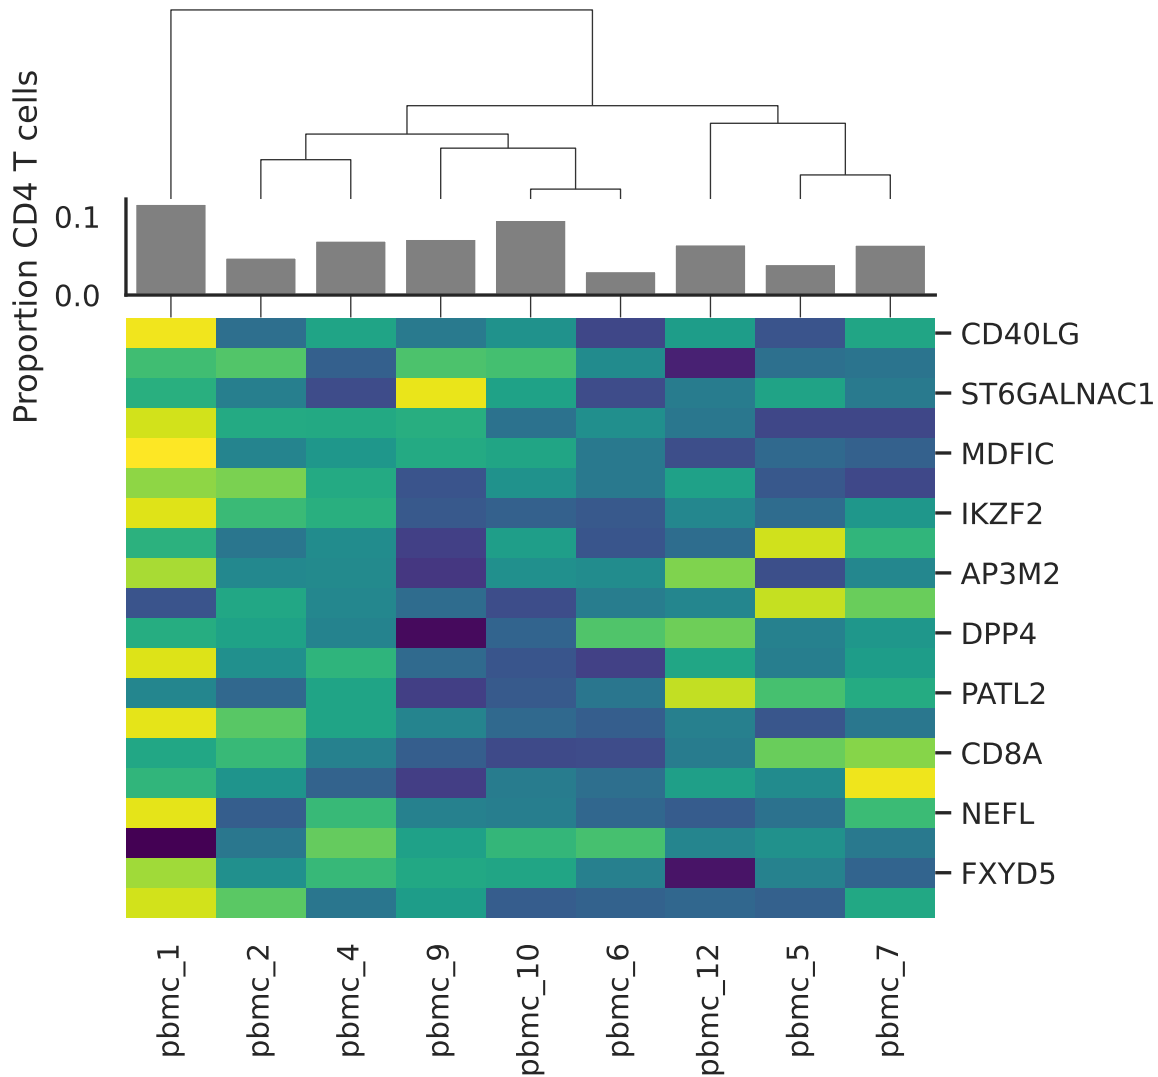 Proportion CD4 T cells
0.1
0.0
CD40LG
ST6GALNAC1
MDFIC
IKZF2
AP3M2
DPP4
PATL2
CD8A
NEFL
FXYD5
pbmc_1
pbmc_2
pbmc_4
pbmc_9
pbmc_10
pbmc_6
pbmc_12
pbmc_5
pbmc_7